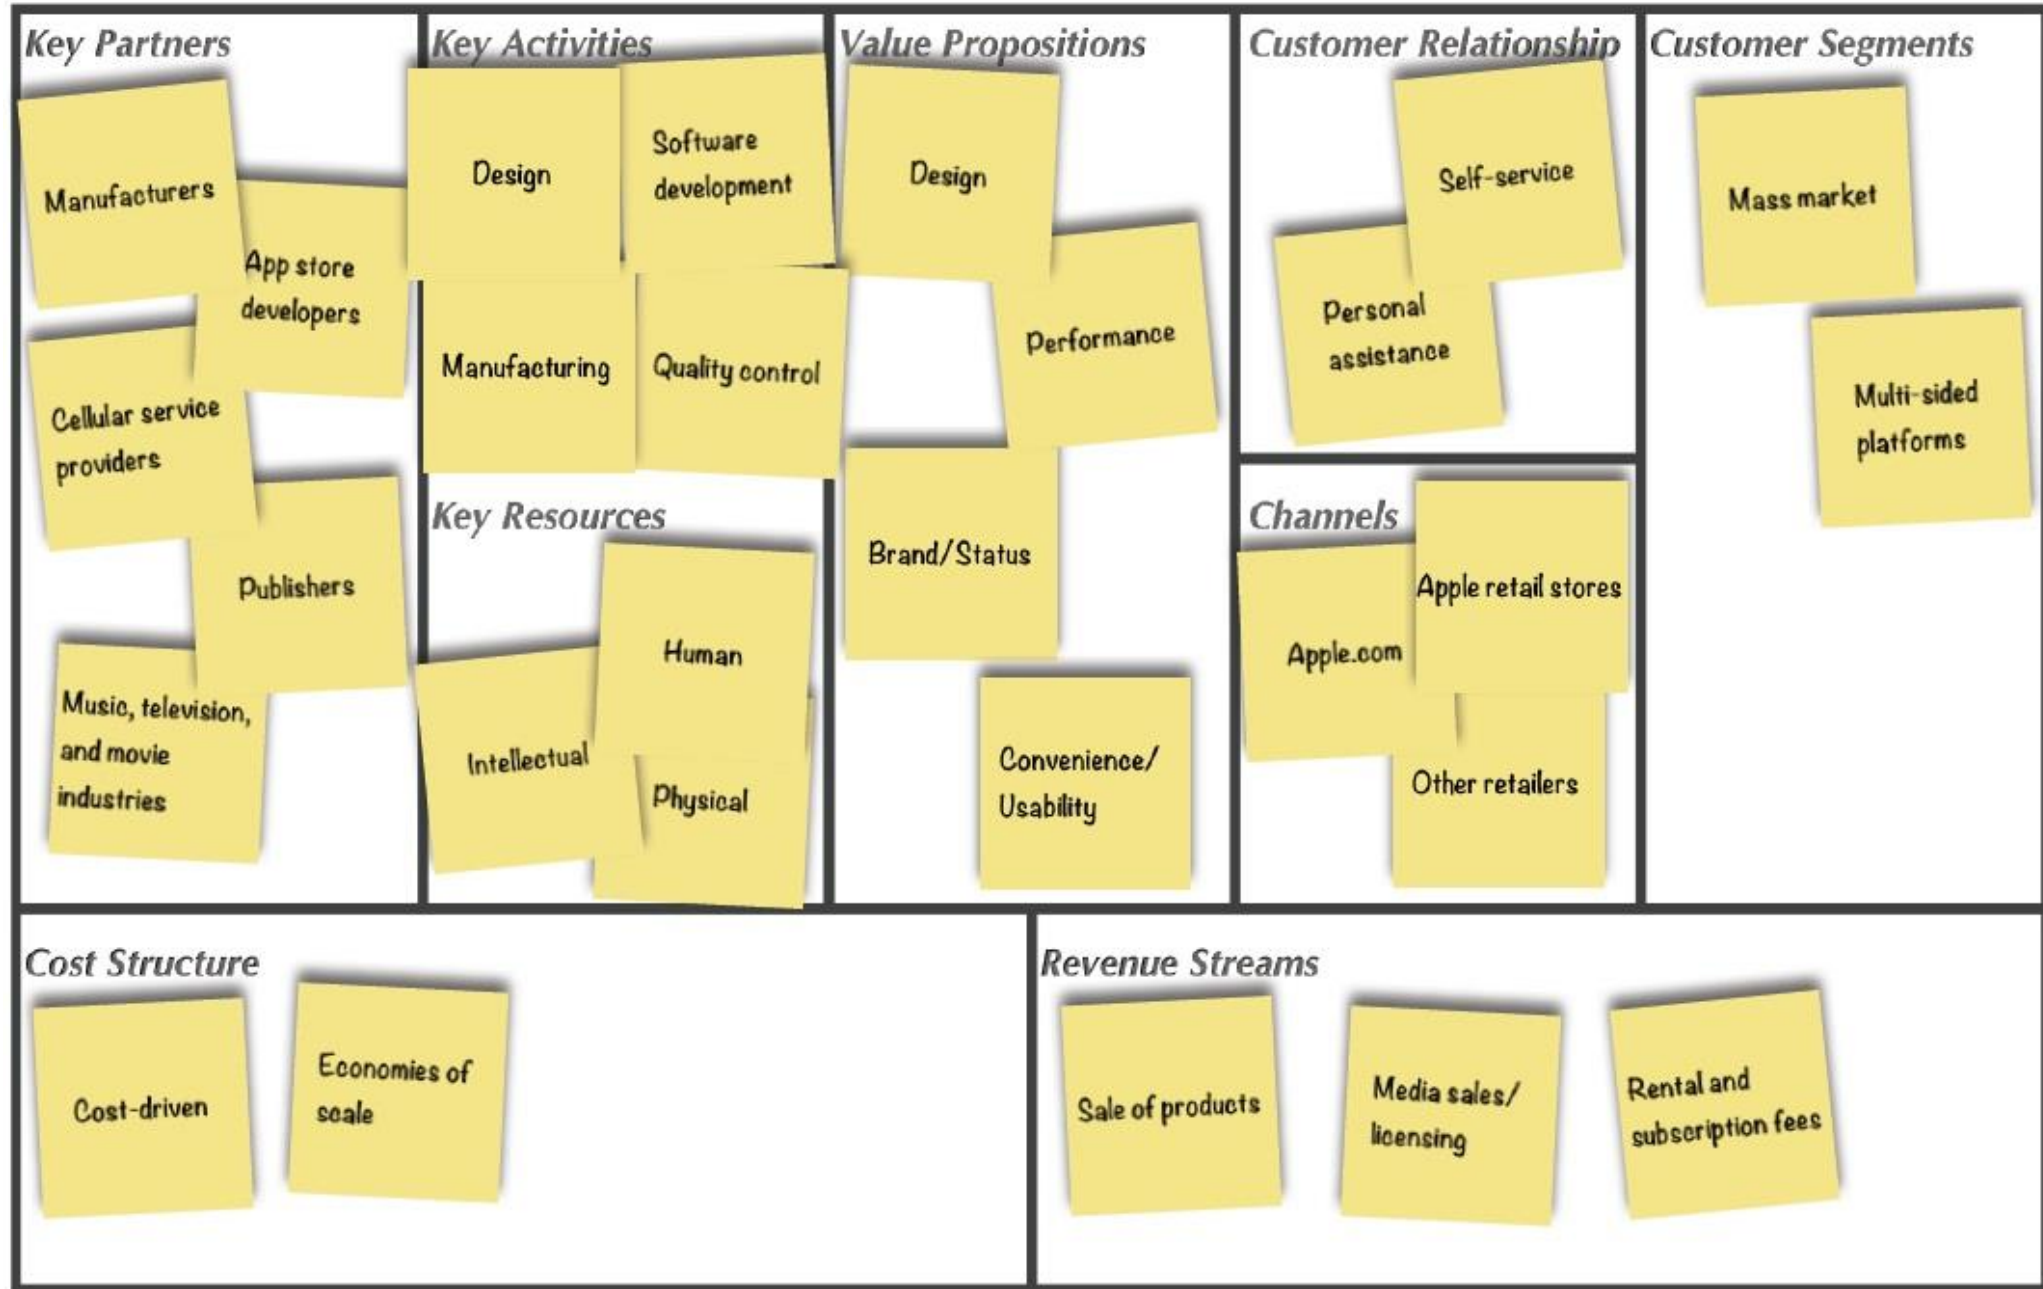 Key Partners
Manufacturers
App store
developers
Cellular service
providers
Publishers
Music, television,
and movie
industries
Key Activities
Design
Software
development
Manufacturing
Quality control
Key Resources
Human
Intellectual
Physical
Value Propositions
Design
Performance
Brand/Status
Convenience/
Usability
Customer Relationship
Self-service
Personal
assistance
Channels
Apple retail stores
Apple.com
Other retailers
Customer Segments
Mass market
Multi-sided
platforms
Cost Structure
Cost-driven
Economies of
scale
Revenue Streams
Sale of products
Media sales/
licensing
Rental and
subscription fees